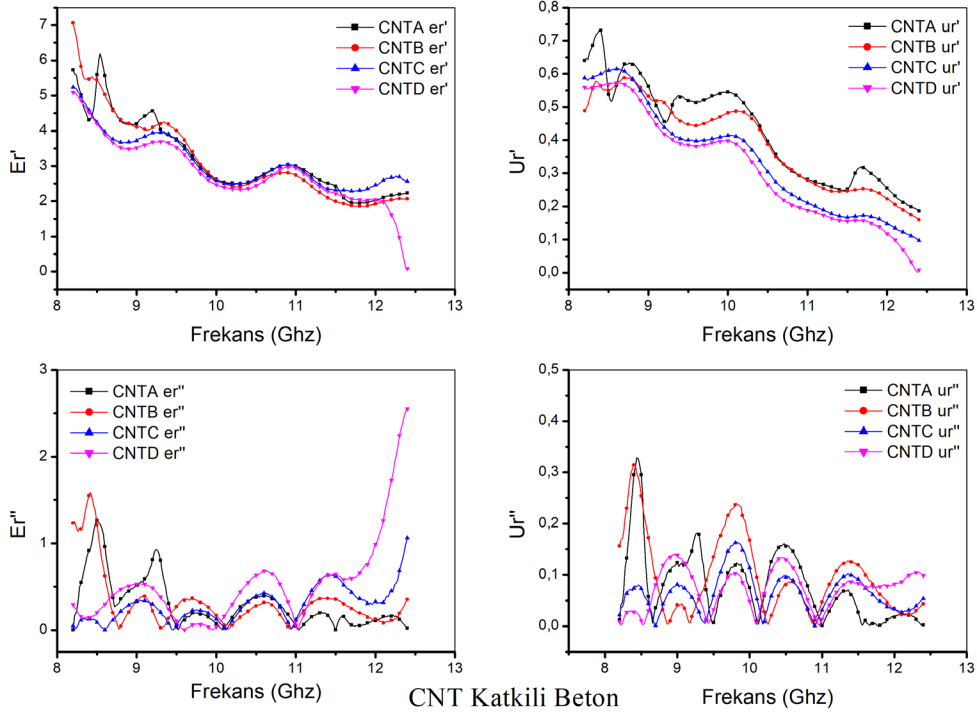 Er'
7
6
5
4
3
2
1
0
CNTA er'
CNTB er'
CNTC er'
CNTD er'
8 9 10 11 12 13
Frekans (Ghz)
Ur'
0,8
0,7
0,6
0,5
0,4
0,3
0,2
0,1
0,0
CNTA ur'
CNTB ur'
CNTC ur'
CNTD ur'
8 9 10 11 12 13
Frekans (Ghz)
Er"
3
2
1
0
CNTA er"
CNTB er"
CNTC er"
CNTD er"
8 9 10 11 12 13
Frekans (Ghz)
Ur"
0,5
0,4
0,3
0,2
0,1
0,0
CNTA ur"
CNTB ur"
CNTC ur"
CNTD ur"
8 9 10 11 12 13
Frekans (Ghz)
CNT Katkili Beton